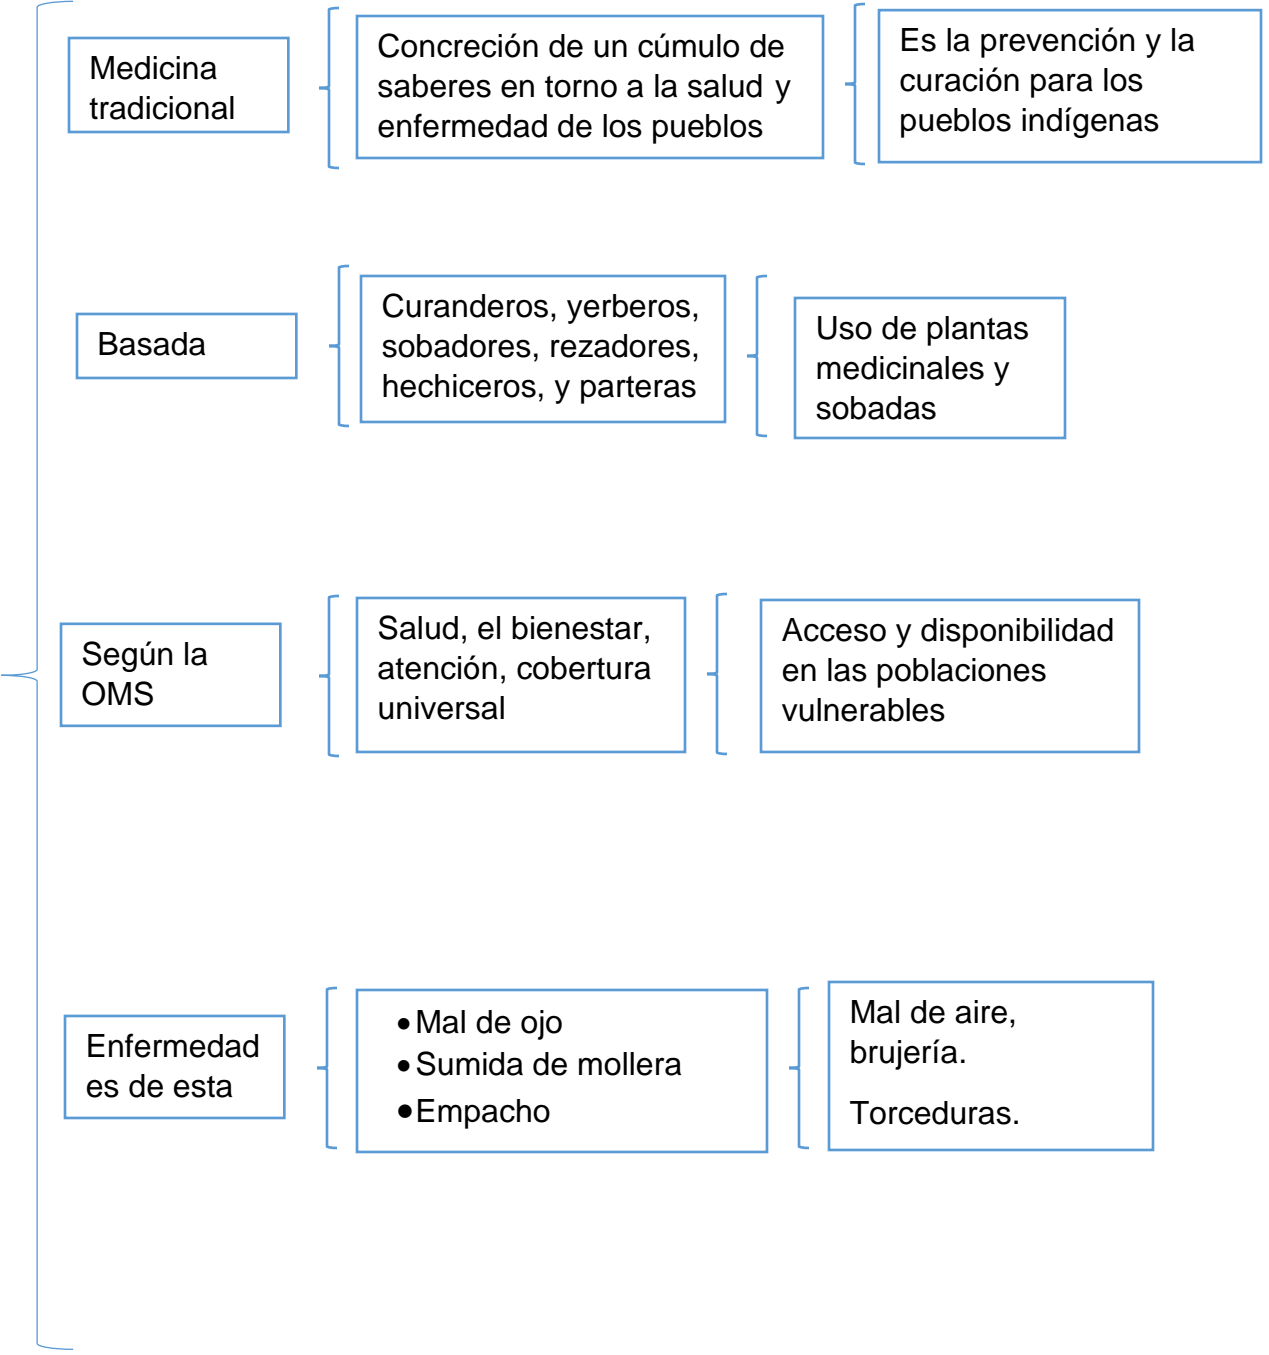 Medicina
tradicional
Concreción de un cúmulo de
saberes en torno a la salud y
enfermedad de los pueblos
Es la prevención y la
curación para los
pueblos indígenas
Basada
Curanderos, yerberos,
sobadores, rezadores,
hechiceros, y parteras
Uso de plantas
medicinales y
sobadas
Según la
OMS
Salud, el bienestar,
atención, cobertura
universal
Acceso y disponibilidad
en las poblaciones
vulnerables
Enfermedad
es de esta
•Mal de ojo
•Sumida de mollera
•Empacho
Mal de aire,
brujería.
Torceduras.